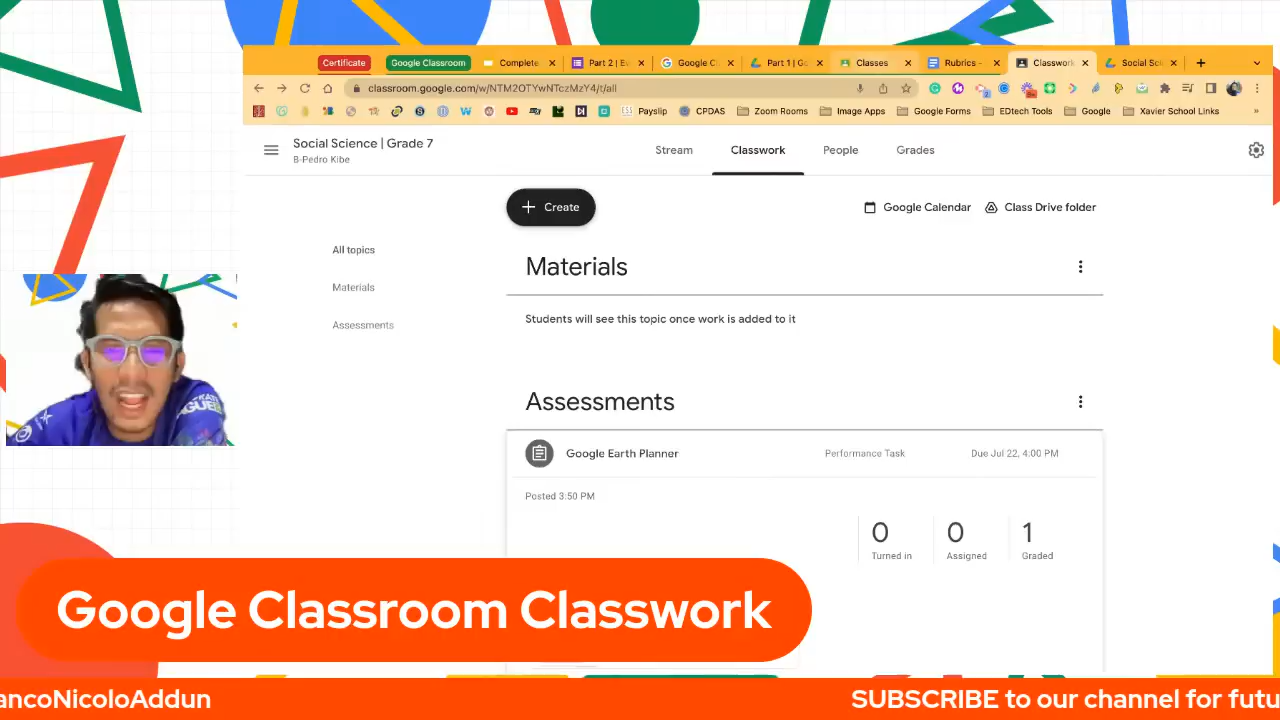 Certificate
Google Classroom
Complete
Part 2 | E
Google C
Part 1 | G
Classes
Rubrics -
Classwork
Social Sci
classroom.google.com/w/NTM2OTYwNTczMzY4/t/all
Payslip
CPDAS
Zoom Rooms
Image Apps
Google Forms
EDtech Tools
Google
Xavier School Links
Social Science | Grade 7
B-Pedro Kibe
Stream
Classwork
People
Grades
Create
Google Calendar
Class Drive folder
All topics
Materials
Assessments
Materials
Students will see this topic once work is added to it
Assessments
Google Earth Planner
Performance Task
Due Jul 22, 4:00 PM
Posted 3:50 PM
0
Turned in
0
Assigned
1
Graded
Google Classroom Classwork
ancoNicoloAddun
SUBSCRIBE to our channel for futu